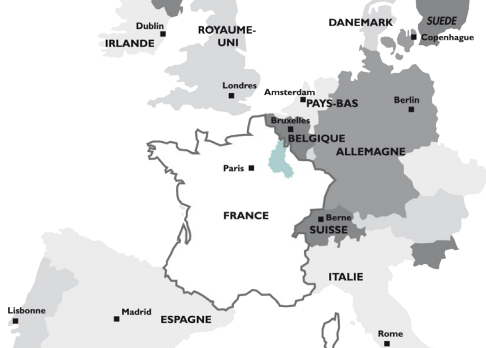 Dublin
IRLANDE
ROYAUME-
UNI
DANEMARK
SUEDE
Copenhague
Londres
Amsterdam
PAYS-BAS
Berlin
Bruxelles
BELGIQUE
ALLEMAGNE
Paris
FRANCE
Berne
SUISSE
ITALIE
Lisbonne
Madrid
ESPAGNE
Rome